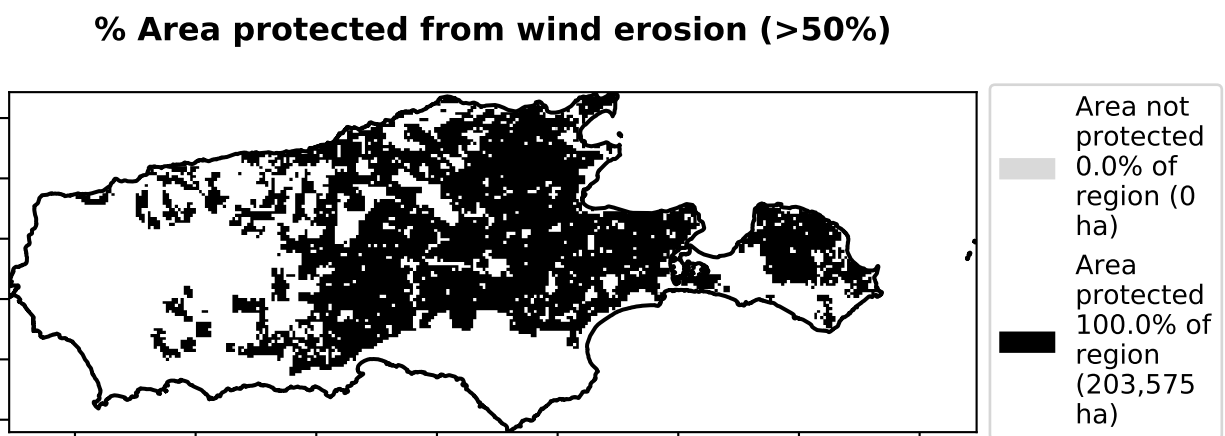 % Area protected from wind erosion (>50%)
Area not
protected
0.0% of
region (0
ha)
Area
protected
100.0% of
region
(203,575
ha)